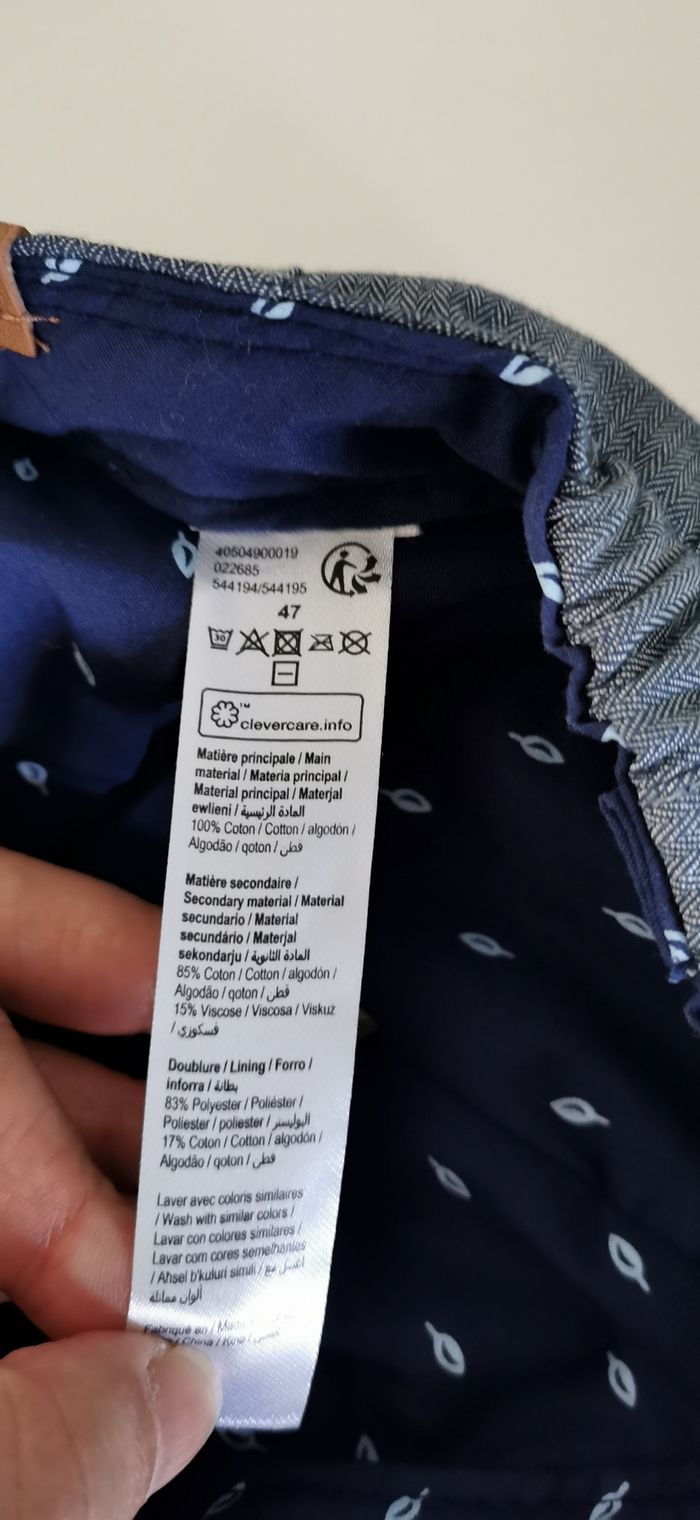 40504900019
022685
544194/544195
47
30
clevercare.info™
Matière principale / Main
material / Materia principal /
Material principal / Materjal
ewlieni / المادة الرئيسية
100% Coton / Cotton / algodón /
Algodão / qoton / قطن
Matière secondaire /
Secondary material / Material
secundario / Material
secundário / Materjal
sekondarju / المادة الثانوية
85% Coton / Cotton / algodón /
Algodão / qoton / قطن
15% Viscose / Viscosa / Viskuż
/ فسكوزي
Doublure / Lining / Forro /
inforra / بطانة
83% Polyester / Poliéster /
Poliester / poliester / البوليستر
17% Coton / Cotton / algodón /
Algodão / qoton / قطن
Laver avec coloris similaires
/ Wash with similar colors /
Lavar con colores similares /
Lavar com cores semelhantes
/ Aħsel b'kuluri simili / اغسل مع
ألوان مماثلة
Fabriqué en /
/ China /